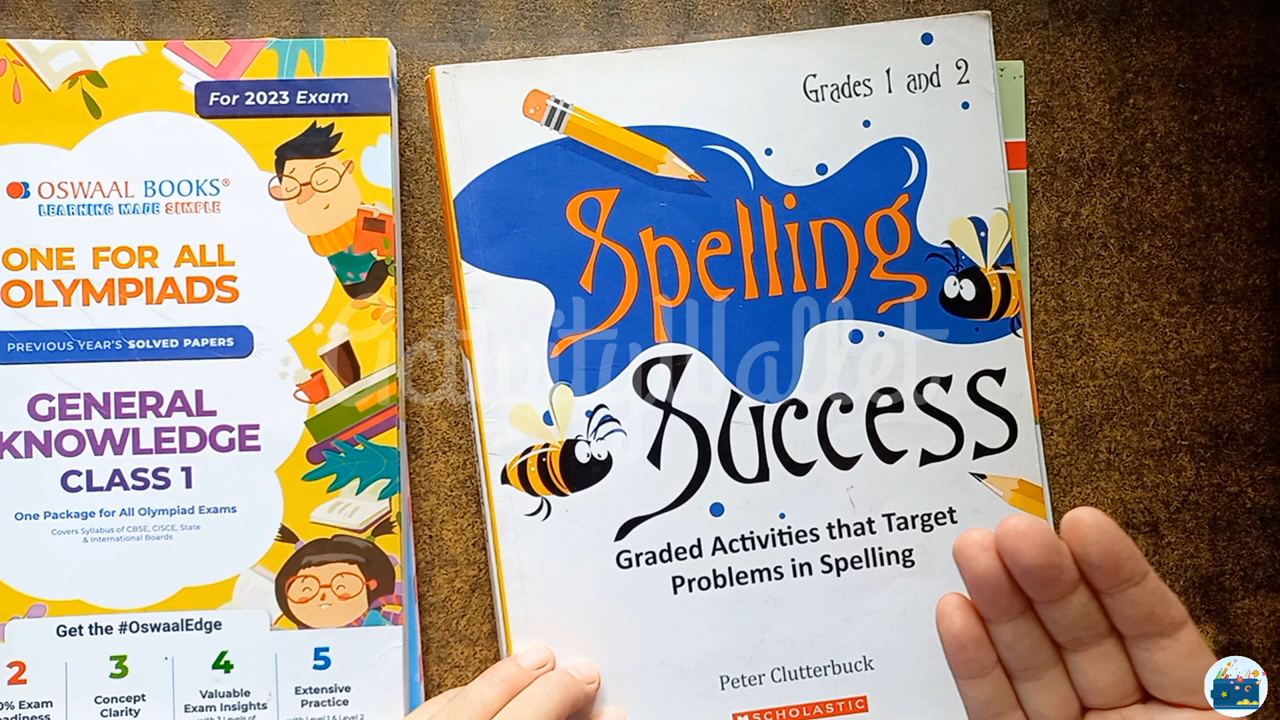 For 2023 Exam
OSWAAL BOOKS®
LEARNING MADE SIMPLE
ONE FOR ALL
OLYMPIADS
PREVIOUS YEAR'S SOLVED PAPERS
GENERAL
KNOWLEDGE
CLASS 1
One Package for All Olympiad Exams
Covers Syllabus of CBSE, CISCE, State
& International Boards
Get the #OswaalEdge
2
3
4
5
Exam
Concept
Clarity
Valuable
Exam Insights
Extensive
Practice
Grades 1 and 2
Spelling
Success
Graded Activities that Target
Problems in Spelling
Peter Clutterbuck
SCHOLASTIC
ActivityWallet